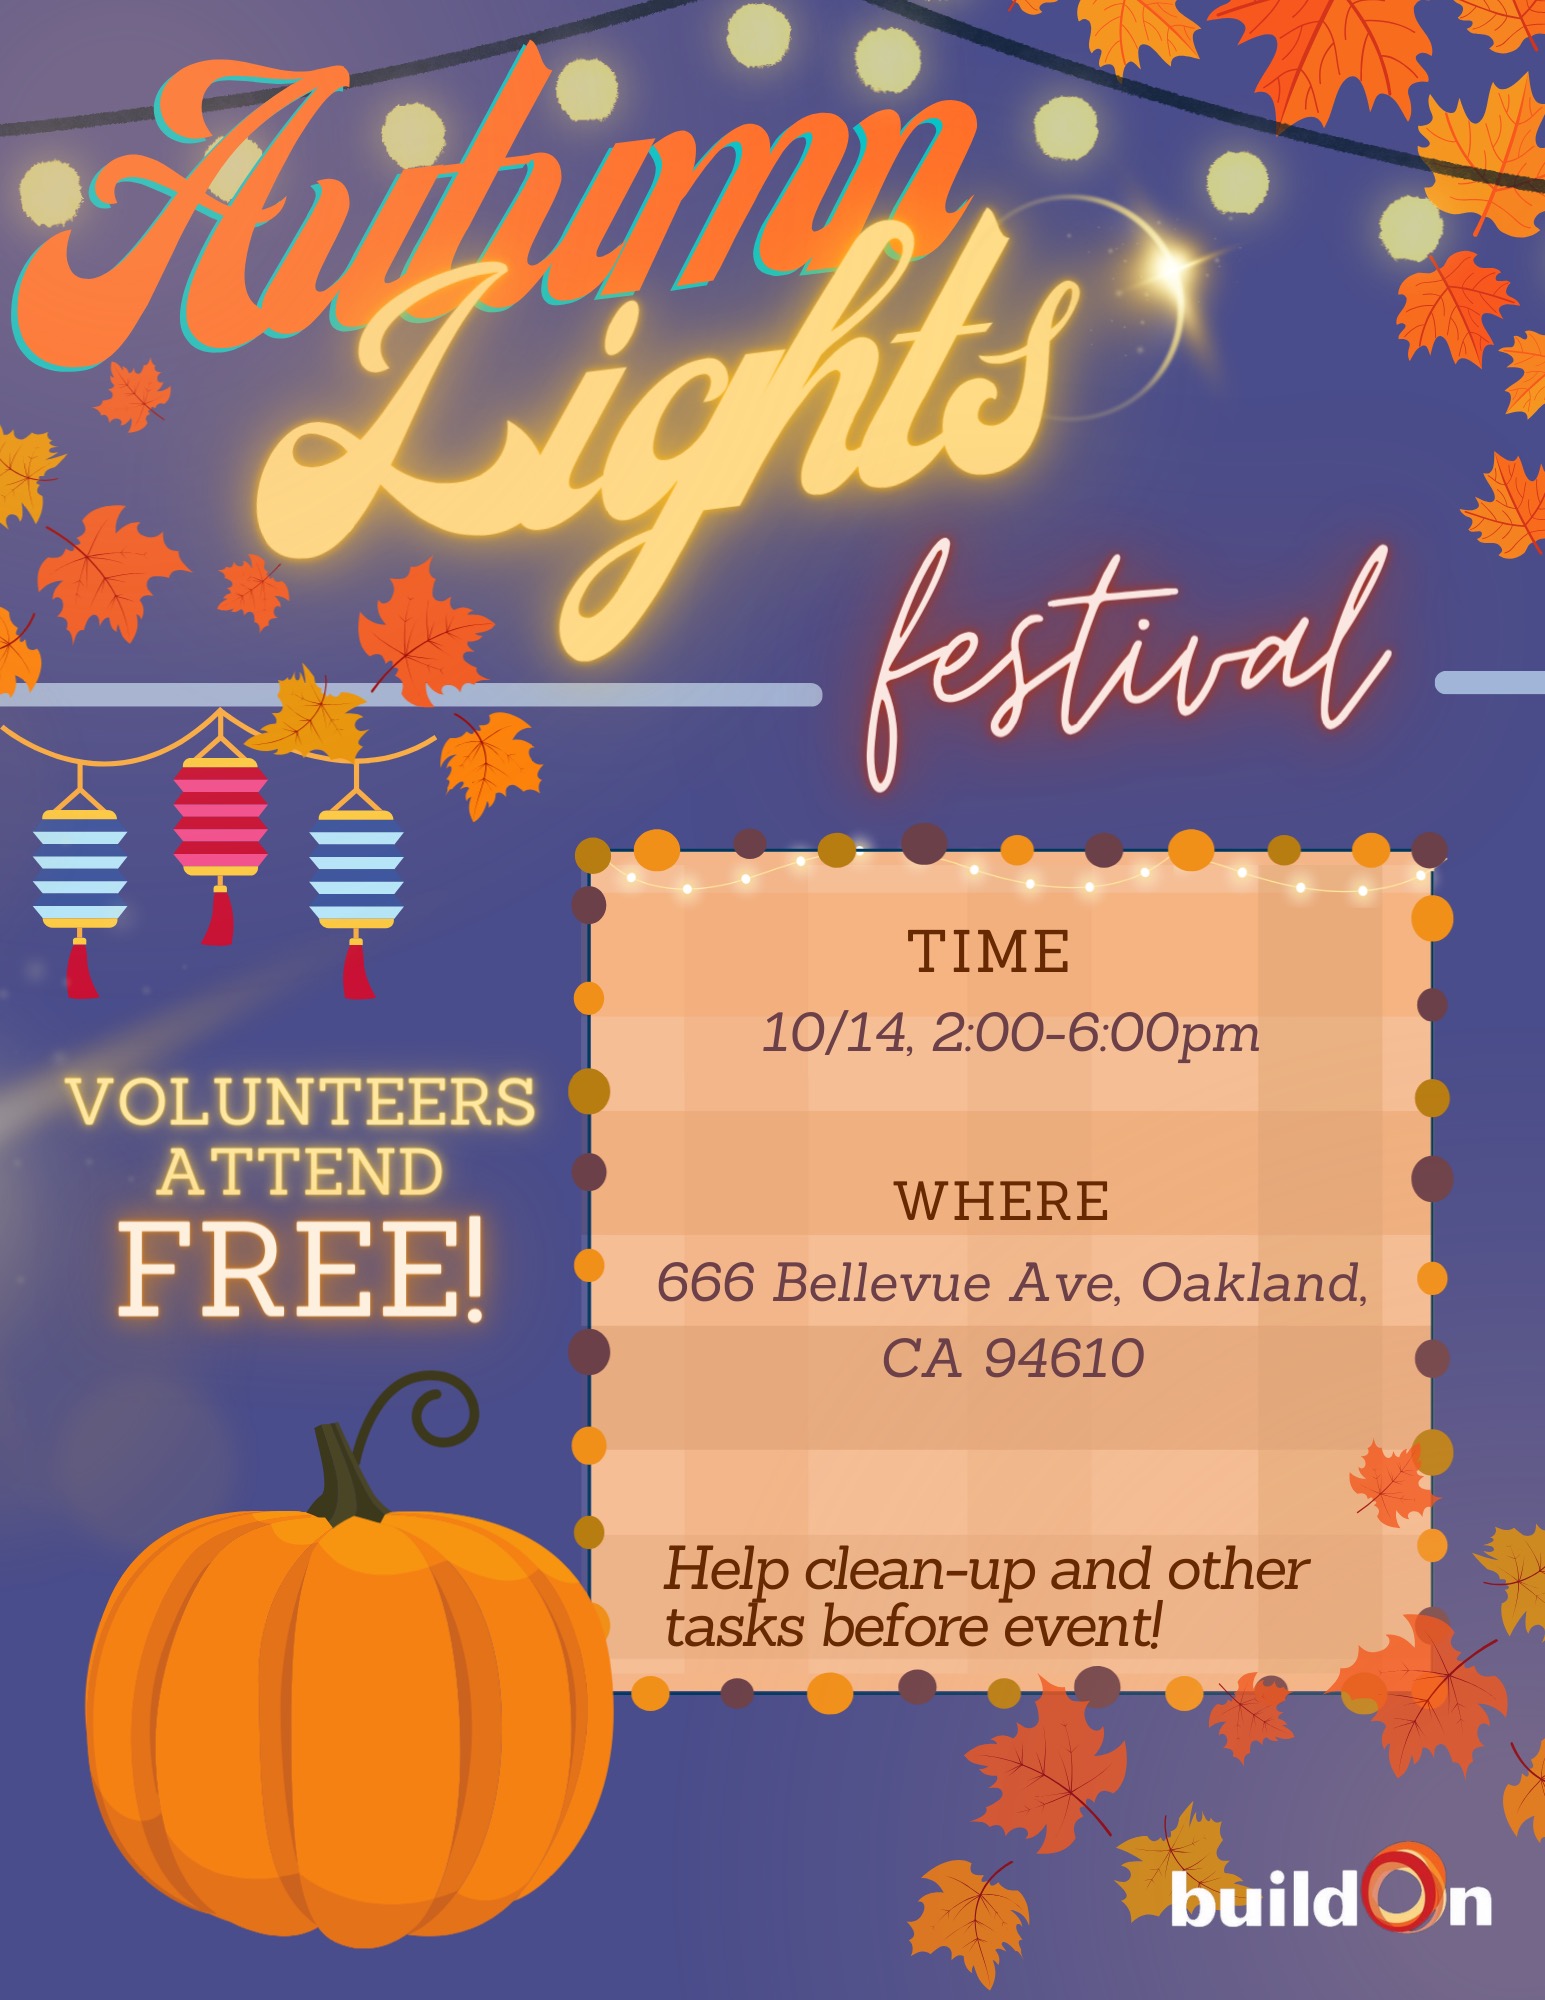 Autumn
Lights
festival
VOLUNTEERS
ATTEND
FREE!
TIME
10/14, 2:00-6:00pm
WHERE
666 Bellevue Ave, Oakland,
CA 94610
Help clean-up and other
tasks before event!
buildOn